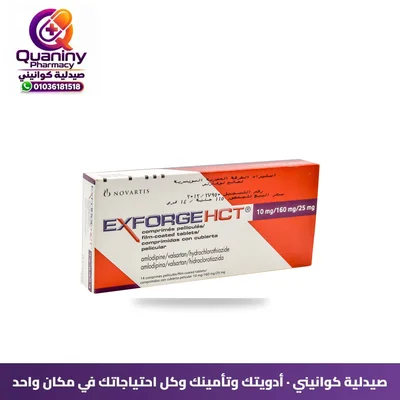 Quaniny
Pharmacy
صيدلية كوانيني
01036181518
NOVARTIS
EXFORGE HCT®
10 mg/160 mg/25 mg
comprimés pelliculés/
film-coated tablets/
comprimidos con cubierta
pelicular
amlodipine/valsartan/hydrochlorothiazide
amlodipino/valsartán/hidroclorotiazida
صيدلية كوانيني - أدويتك وتأمينك وكل احتياجاتك في مكان واحد